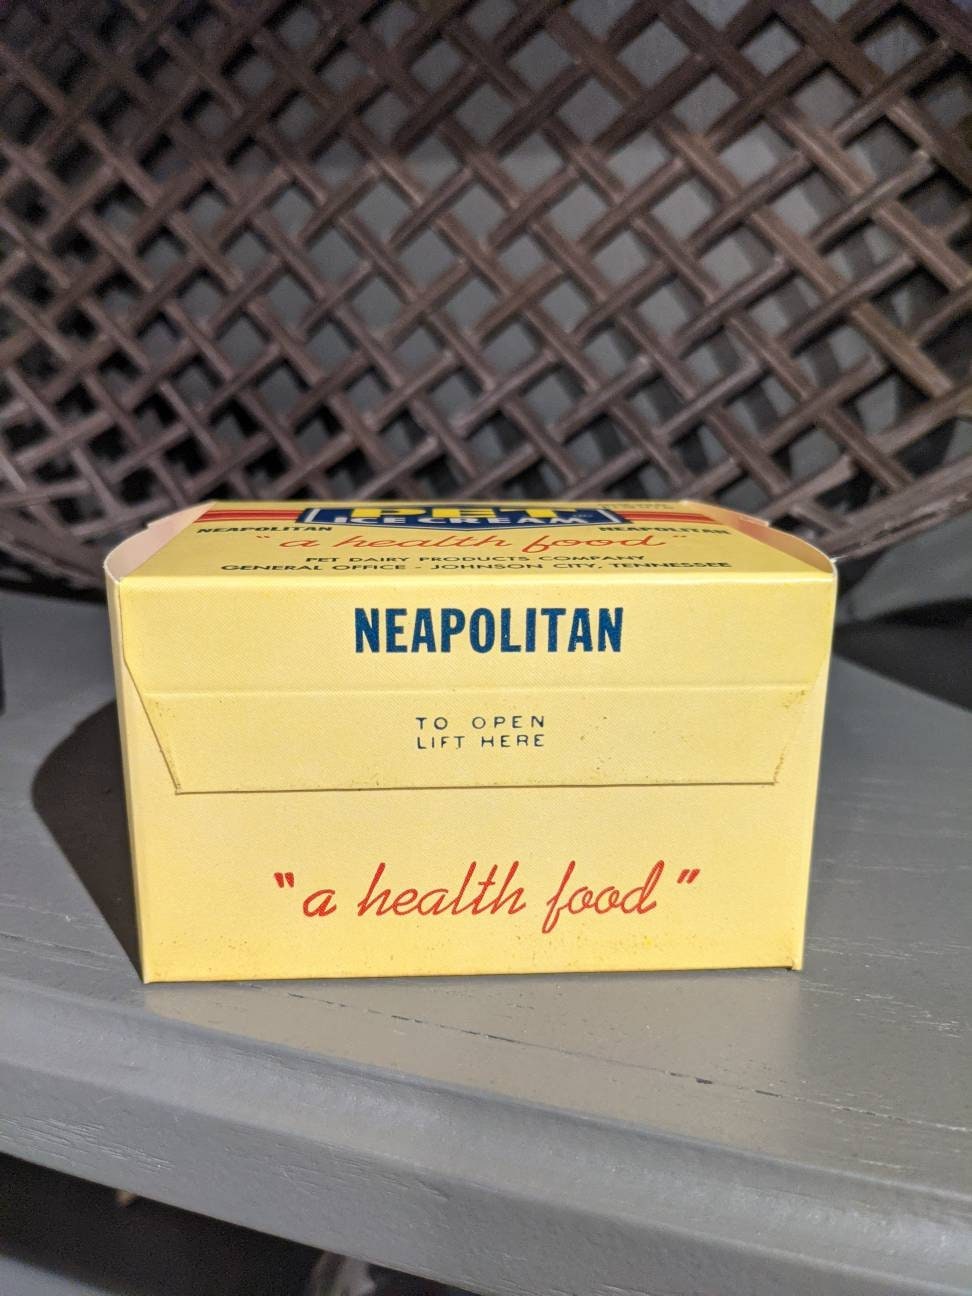 PET
ICE CREAM
NEAPOLITAN NEAPOLITAN
"a health food"
PET DAIRY PRODUCTS COMPANY
GENERAL OFFICE - JOHNSON CITY, TENNESSEE
NEAPOLITAN
TO OPEN
LIFT HERE
"a health food"